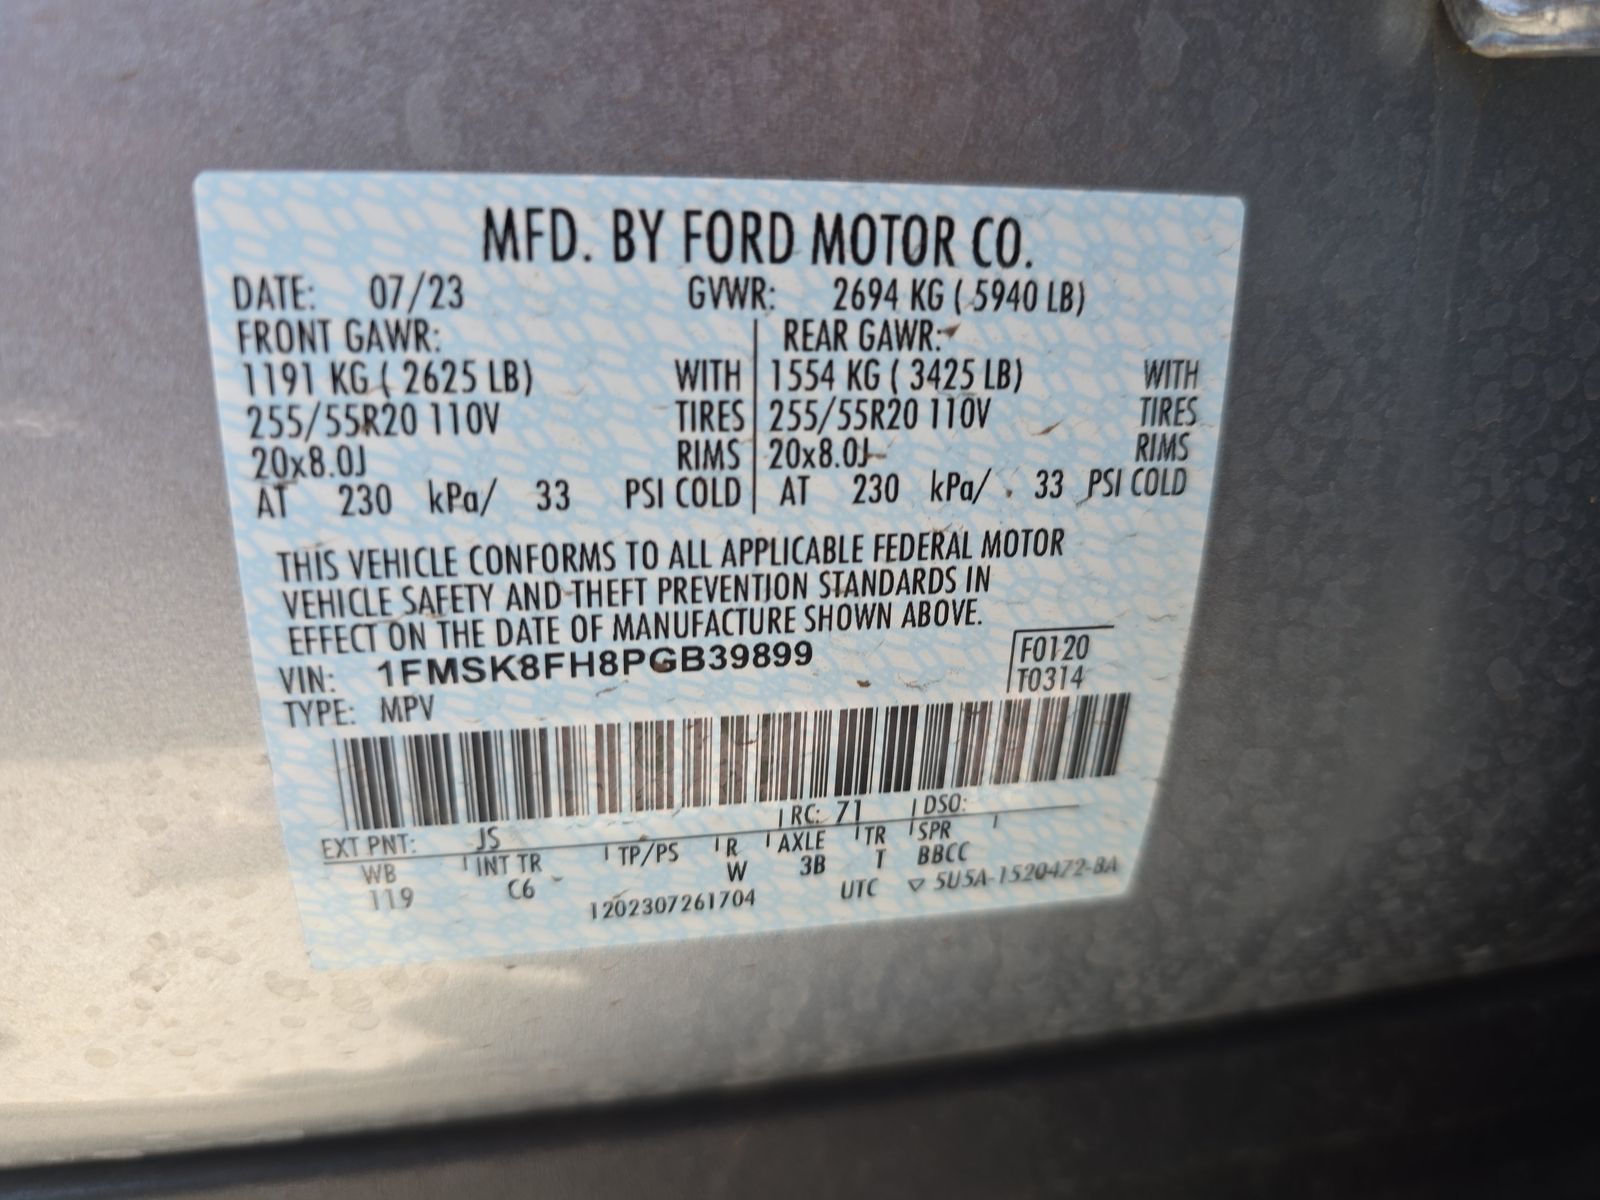 MFD. BY FORD MOTOR CO.
DATE: 07/23 GVWR: 2694 KG ( 5940 LB)
FRONT GAWR: REAR GAWR:
1191 KG ( 2625 LB) WITH 1554 KG ( 3425 LB) WITH
255/55R20 110V TIRES 255/55R20 110V TIRES
20x8.0J RIMS 20x8.0J RIMS
AT 230 kPa/ 33 PSI COLD AT 230 kPa/ 33 PSI COLD
THIS VEHICLE CONFORMS TO ALL APPLICABLE FEDERAL MOTOR
VEHICLE SAFETY AND THEFT PREVENTION STANDARDS IN
EFFECT ON THE DATE OF MANUFACTURE SHOWN ABOVE.
VIN: 1FMSK8FH8PGB39899 F0120
TYPE: MPV T0314
EXT PNT: JS RC: 71 DSO:
WB INT TR TP/PS R AXLE TR SPR
119 C6 W 3B T BBCC
1202307261704 UTC ▽ 5U5A-1520472-BA